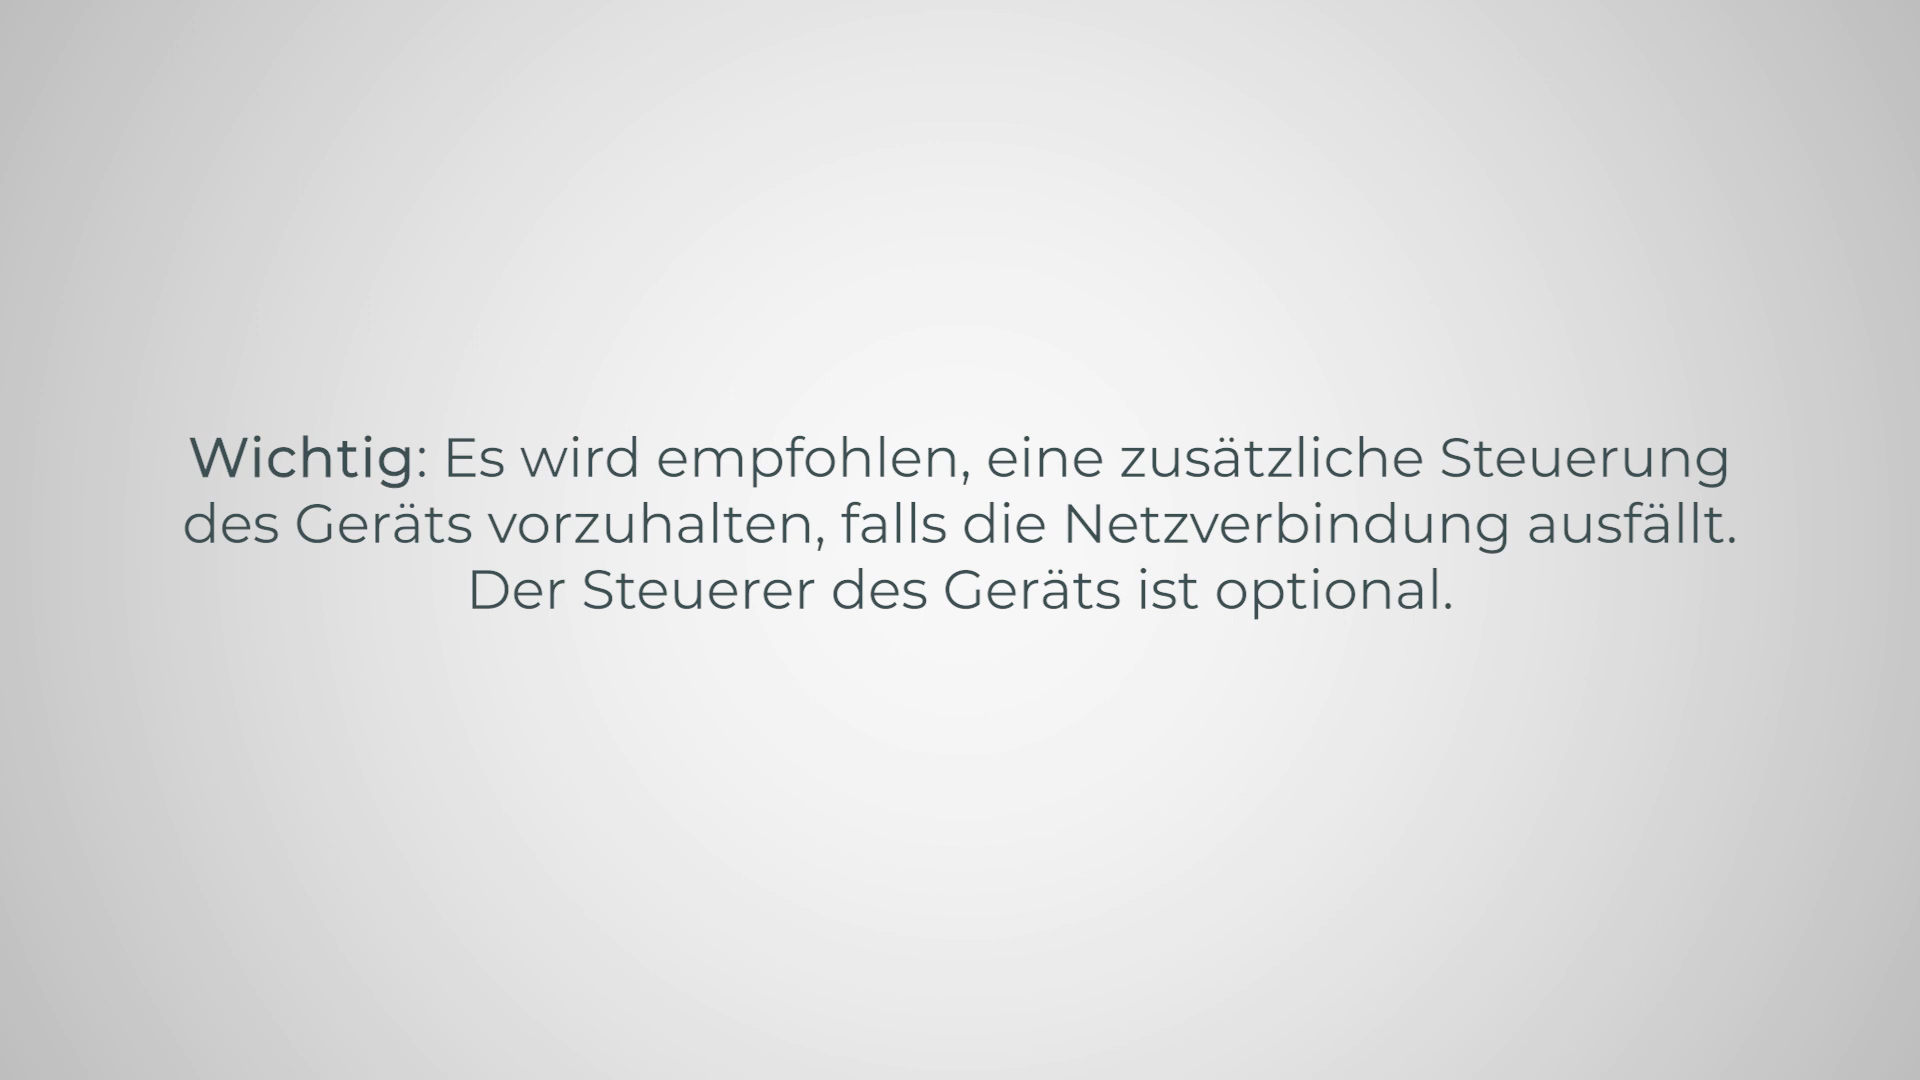 Wichtig: Es wird empfohlen, eine zusätzliche Steuerung
des Geräts vorzuhalten, falls die Netzverbindung ausfällt.
Der Steuerer des Geräts ist optional.